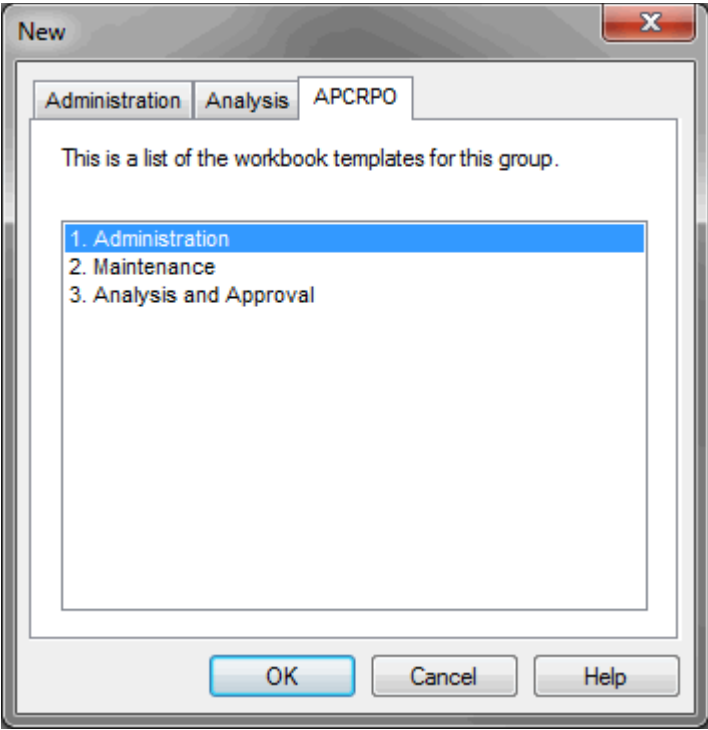 New
Administration Analysis APCRPO
This is a list of the workbook templates for this group.
1. Administration
2. Maintenance
3. Analysis and Approval
OK Cancel Help